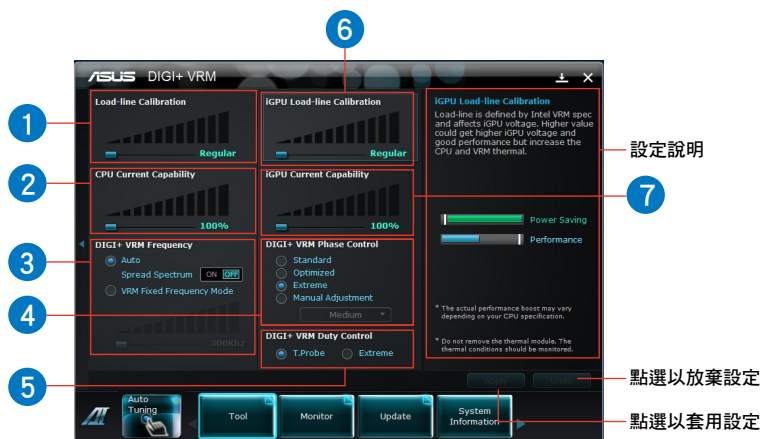 6
ASUS DIGI+ VRM
1
Load-line Calibration
Regular
iGPU Load-line Calibration
Regular
iGPU Load-line Calibration
Load-line is defined by Intel VRM spec
and affects iGPU voltage. Higher value
could get higher iGPU voltage and
good performance but increase the
CPU and VRM thermal.
設定說明
2
CPU Current Capability
100%
iGPU Current Capability
100%
7
Power Saving
Performance
3
DIGI+ VRM Frequency
Auto
Spread Spectrum ON OFF
VRM Fixed Frequency Mode
300Khz
4
DIGI+ VRM Phase Control
Standard
Optimized
Extreme
Manual Adjustment
Medium
* The actual performance boost may vary
depending on your CPU specification.
* Do not remove the thermal module. The
thermal conditions should be monitored.
5
DIGI+ VRM Duty Control
T.Probe Extreme
Apply Undo
點選以放棄設定
Auto
Tuning
Tool
Monitor
Update
System
Information
點選以套用設定